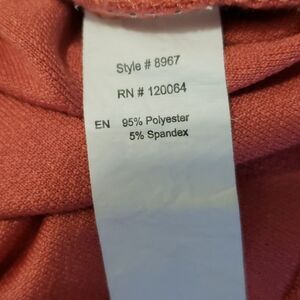 Style # 8967
RN # 120064
EN 95% Polyester
5% Spandex